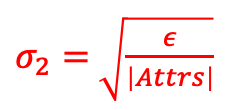 σ₂ = √(ϵ / |Attrs|)